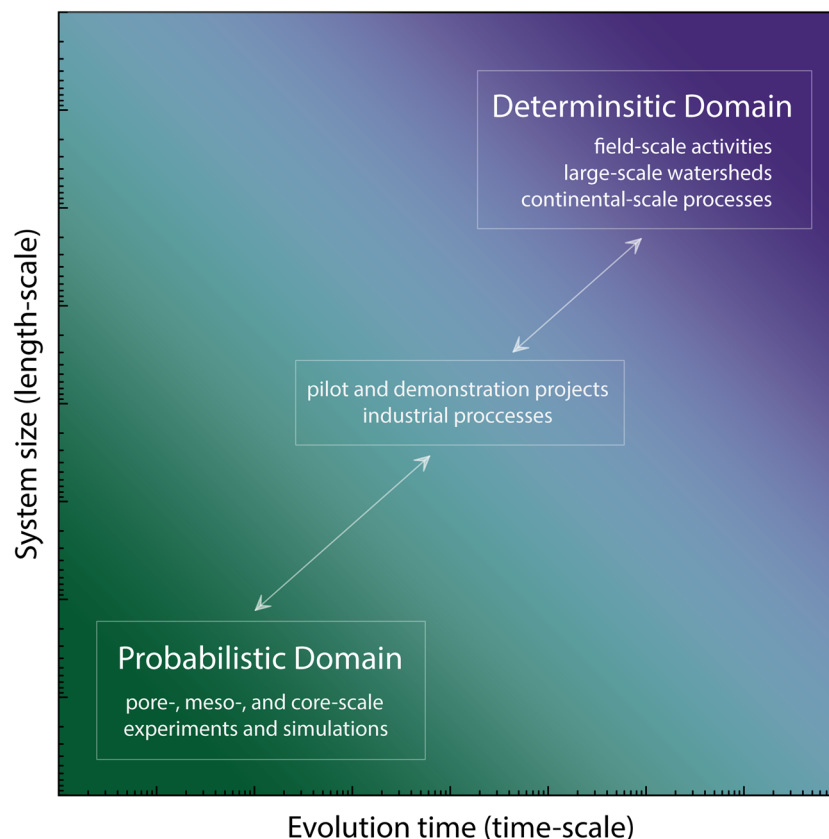 Determinsitic Domain
field-scale activities
large-scale watersheds
continental-scale processes
pilot and demonstration projects
industrial proccesses
Probabilistic Domain
pore-, meso-, and core-scale
experiments and simulations
System size (length-scale)
Evolution time (time-scale)